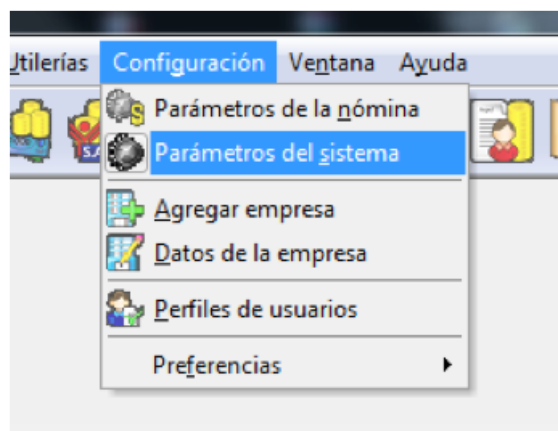 Utilerías Configuración Ventana Ayuda
Parámetros de la nómina
Parámetros del sistema
Agregar empresa
Datos de la empresa
Perfiles de usuarios
Preferencias